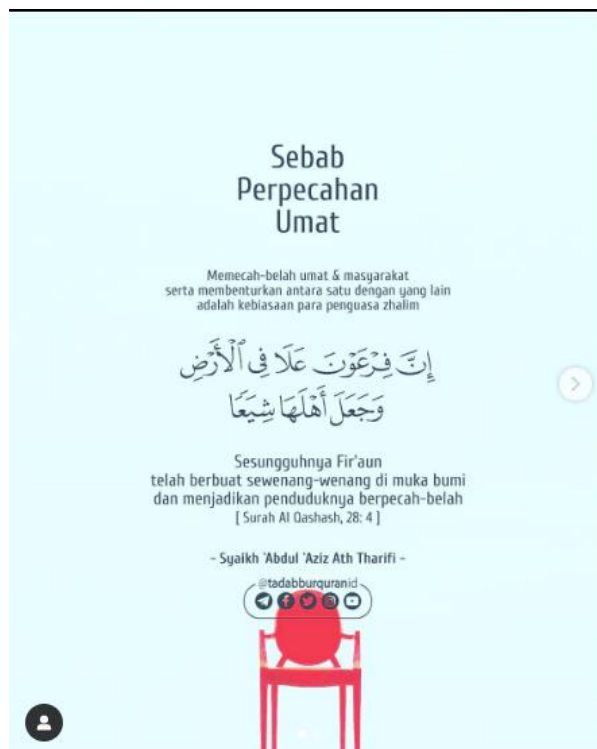 Sebab
Perpecahan
Umat
Memecah-belah umat & masyarakat
serta membenturkan antara satu dengan yang lain
adalah kebiasaan para penguasa zhalim
إِنَّ فِرْعَوْنَ عَلَا فِي ٱلْأَرْضِ
وَجَعَلَ أَهْلَهَا شِيَعًا
Sesungguhnya Fir'aun
telah berbuat sewenang-wenang di muka bumi
dan menjadikan penduduknya berpecah-belah
[ Surah Al Qashash, 28: 4 ]
- Syaikh 'Abdul 'Aziz Ath Tharifi -
@tadabburquranid